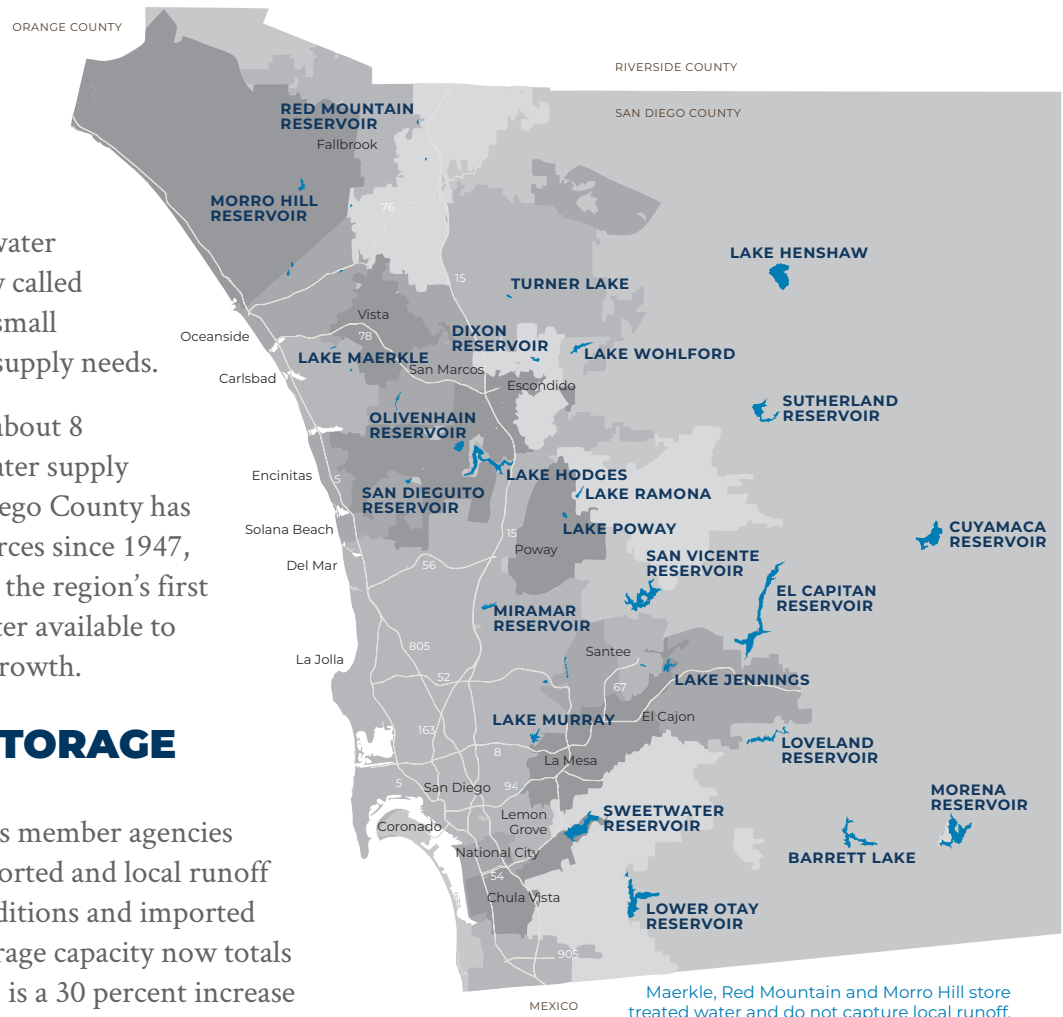 ORANGE COUNTY
RIVERSIDE COUNTY
SAN DIEGO COUNTY
RED MOUNTAIN
RESERVOIR
Fallbrook
MORRO HILL
RESERVOIR
76
15
LAKE HENSHAW
TURNER LAKE
Vista
78
DIXON
RESERVOIR
LAKE WOHLFORD
Oceanside
LAKE MAERKLE
San Marcos
Carlsbad
Escondido
SUTHERLAND
RESERVOIR
OLIVENHAIN
RESERVOIR
Encinitas
5
LAKE HODGES
SAN DIEGUITO
RESERVOIR
LAKE RAMONA
Solana Beach
15
LAKE POWAY
CUYAMACA
RESERVOIR
Poway
Del Mar
56
SAN VICENTE
RESERVOIR
EL CAPITAN
RESERVOIR
MIRAMAR
RESERVOIR
805
La Jolla
52
Santee
67
LAKE JENNINGS
LAKE MURRAY
El Cajon
163
8
La Mesa
LOVELAND
RESERVOIR
5
San Diego
94
MORENA
RESERVOIR
Coronado
Lemon
Grove
SWEETWATER
RESERVOIR
National City
BARRETT LAKE
54
Chula Vista
LOWER OTAY
RESERVOIR
905
MEXICO
Maerkle, Red Mountain and Morro Hill store
treated water and do not capture local runoff.
water
called
small
supply needs.
about 8
ater supply
ego County has
rces since 1947,
the region's first
ter available to
rowth.
TORAGE
s member agencies
orted and local runoff
ditions and imported
rage capacity now totals
is a 30 percent increase